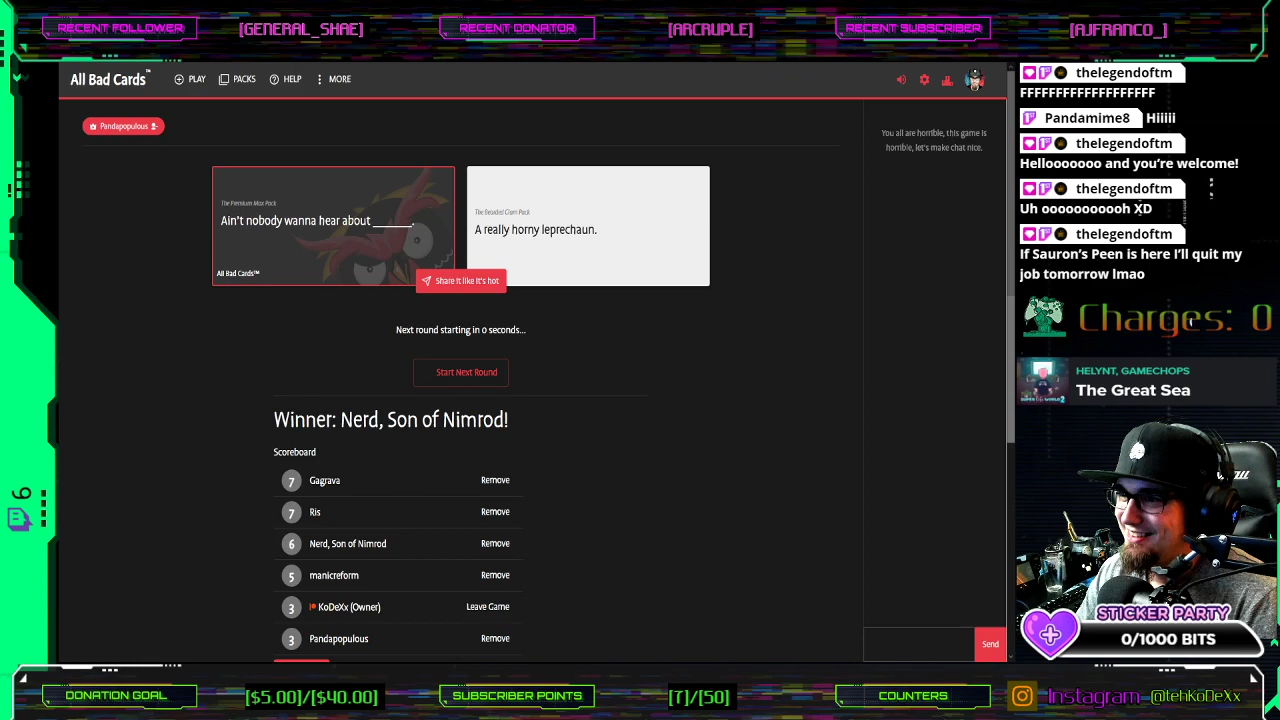 RECENT FOLLOWER
[GENERAL_SHAE]
RECENT DONATOR
[ARCRUPLE]
RECENT SUBSCRIBER
[AJFRANCO_]
All Bad Cards™
PLAY
PACKS
HELP
MORE
Pandapopulous
You all are horrible, this game is
horrible, let's make chat nice.
The Premium Max Pack
Ain't nobody wanna hear about ______.
All Bad Cards™
The Bearded Clam Pack
A really horny leprechaun.
Share it like it's hot
Next round starting in 0 seconds...
Start Next Round
Winner: Nerd, Son of Nimrod!
Scoreboard
7 Gagrava Remove
7 Ris Remove
6 Nerd, Son of Nimrod Remove
5 manicreform Remove
3 KoDeXx (Owner) Leave Game
3 Pandapopulous Remove
Send
thelegendoftm
FFFFFFFFFFFFFFFFFFF
Pandamime8 Hiiiii
thelegendoftm
Hellooooooo and you're welcome!
thelegendoftm
Uh oooooooooooh XD
thelegendoftm
If Sauron's Peen is here I'll quit my
job tomorrow lmao
Charges: 0
HELYNT, GAMECHOPS
The Great Sea
6
STICKER PARTY
0/1000 BITS
DONATION GOAL
[$5.00]/[$40.00]
SUBSCRIBER POINTS
[7]/[50]
COUNTERS
Instagram @tehKoDeXx